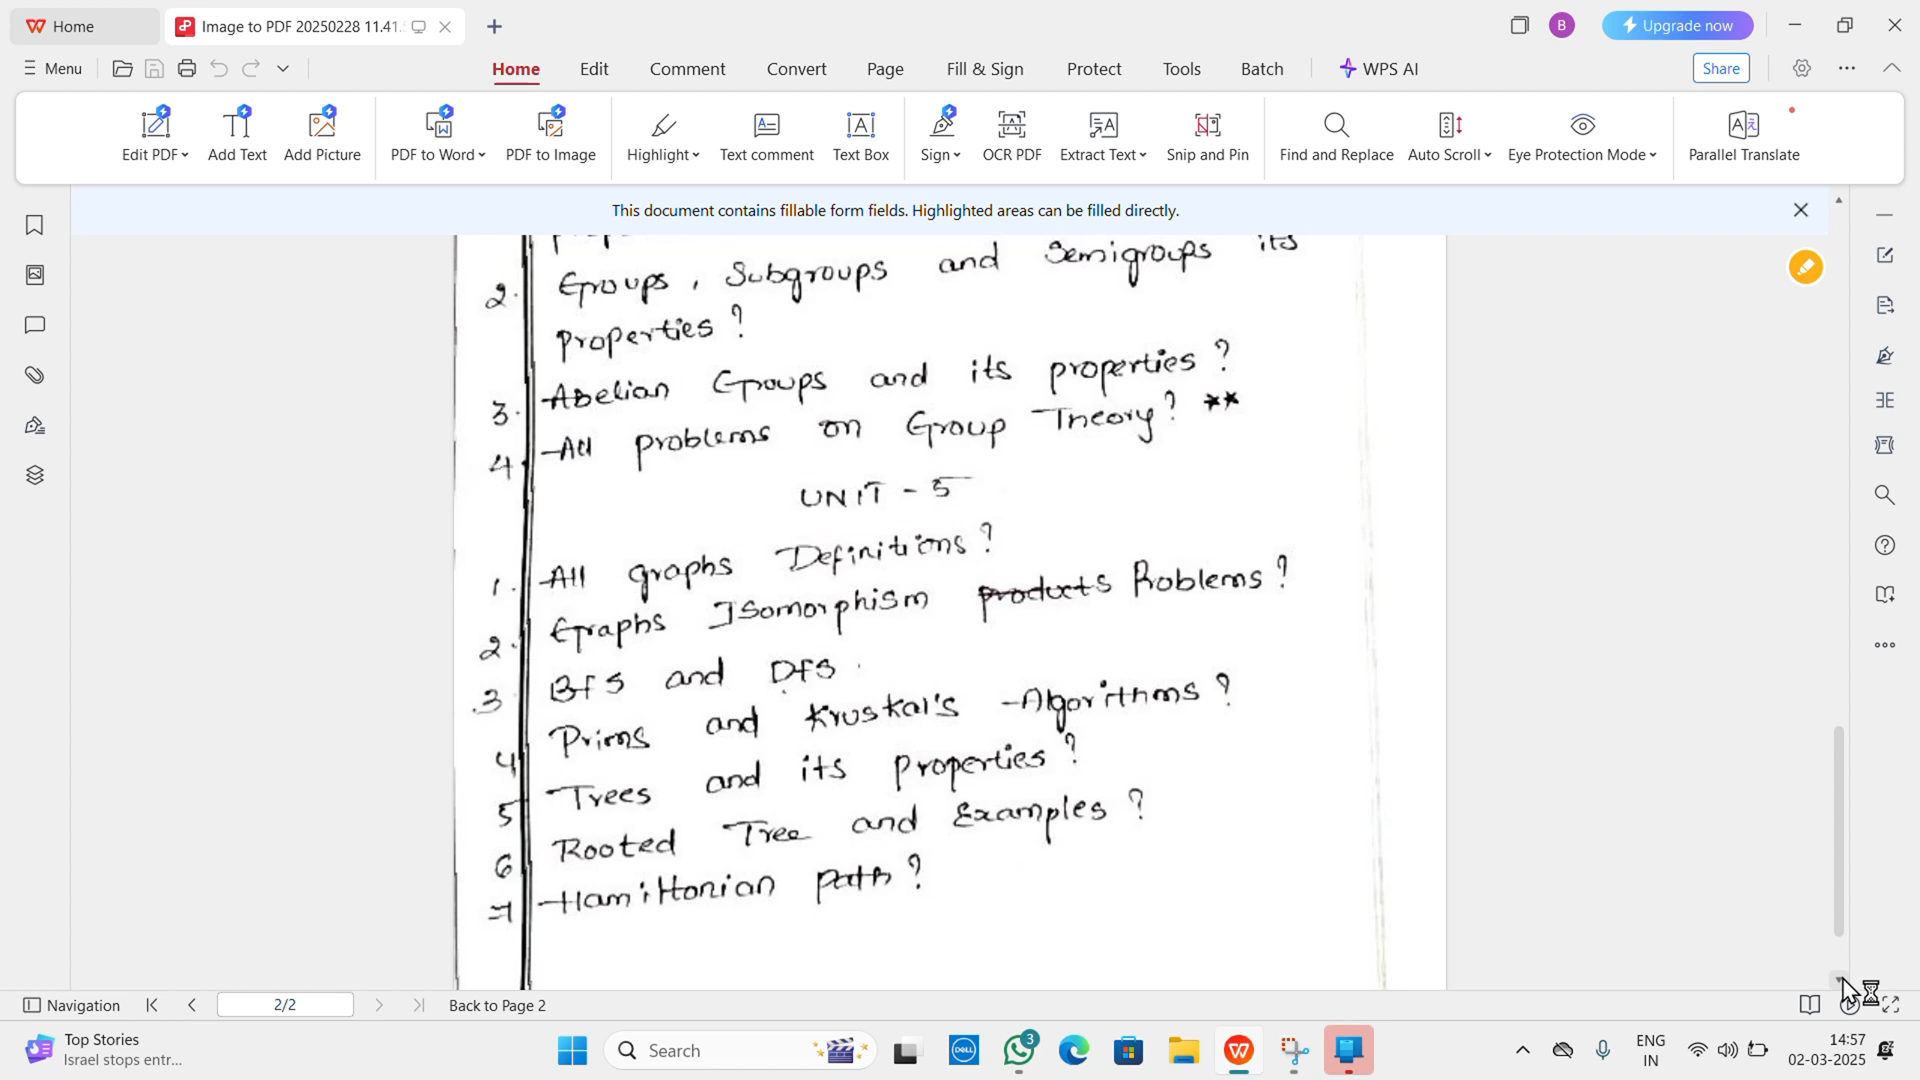 Home
Image to PDF 20250228 11.41.
B
Upgrade now
Menu
Home
Edit
Comment
Convert
Page
Fill & Sign
Protect
Tools
Batch
WPS AI
Share
Edit PDF
Add Text
Add Picture
PDF to Word
PDF to Image
Highlight
Text comment
Text Box
Sign
OCR PDF
Extract Text
Snip and Pin
Find and Replace
Auto Scroll
Eye Protection Mode
Parallel Translate
This document contains fillable form fields. Highlighted areas can be filled directly.
2. Groups, Subgroups and Semigroups its
properties?
3. Abelian Groups and its properties?
4. All problems on Group Theory? **
UNIT - 5
1. All graphs Definitions?
2. Graphs Isomorphism products Problems?
3 BFS and DFS.
4 Prims and Kruskal's Algorithms?
5 Trees and its Properties?
6 Rooted Tree and Examples?
7 Hamiltonian path?
Navigation
2/2
Back to Page 2
Top Stories
Israel stops entr...
Search
DELL
3
ENG
IN
14:57
02-03-2025